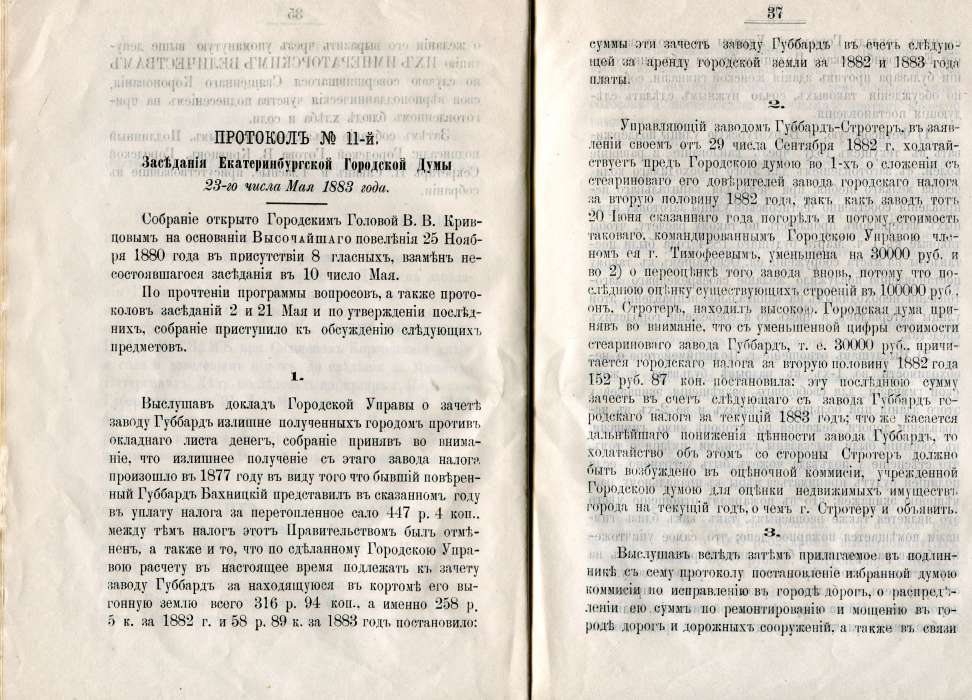 ПРОТОКОЛЪ № 11-й.
Засѣданія Екатеринбургской Городской Думы
23-го числа Мая 1883 года.
Собраніе открыто Городскимъ Головой В. В. Крив-
цовымъ на основаніи Высочайшаго повелѣнія 25 Нояб-
ря 1880 года въ присутствіи 8 гласныхъ, взамѣнъ не-
состоявшагося засѣданія въ 10 число Мая.
По прочтеніи программы вопросовъ, а также прото-
коловъ засѣданій 2 и 21 Мая и по утвержденіи послѣд-
нихъ, собраніе приступило къ обсужденію слѣдующихъ
предметовъ.
1.
Выслушавъ докладъ Городской Управы о зачетѣ
заводу Губбардъ излишне полученныхъ городомъ противъ
окладнаго листа денегъ, собраніе принявъ во внима-
ніе, что излишнее полученіе съ этаго завода налога
произошло въ 1877 году въ виду того что бывшій повѣрен-
ный Губбардъ Вахницкій представилъ въ сказанномъ году
въ уплату налога за перетопленное сало 447 р. 4 коп.,
между тѣмъ налогъ этотъ Правительствомъ былъ отмѣ-
ненъ, а также и то, что по сдѣланному Городскою Упра-
вою расчету въ настоящее время подлежатъ къ зачету
заводу Губбардъ за находящуюся въ кортомѣ его вы-
гонную землю всего 316 р. 94 коп., а именно 258 р.
5 к. за 1882 г. и 58 р. 89 к. за 1883 годъ постановило:
37
суммы эти зачесть заводу Губбардъ въ счетъ слѣдую-
щей за аренду городской земли за 1882 и 1883 года
платы.
2.
Управляющій заводомъ Губбардъ-Стротеръ, въ заяв-
леніи своемъ отъ 29 числа Сентября 1882 г. ходатай-
ствуетъ предъ Городскою думою во 1-хъ о сложеніи съ
стеариноваго его довѣрителей завода городскаго налога
за вторую половину 1882 года, такъ какъ заводъ тотъ
20 Іюня сказаннаго года погорѣлъ и потому стоимость
таковаго, командированнымъ Городскою Управою чле-
номъ ея г. Тимофеевымъ, уменьшена на 30000 руб. и
во 2) о переоцѣнкѣ того завода вновь, потому что по-
слѣднюю оцѣнку существующихъ строеній въ 100000 руб.,
онъ, Стротеръ, находилъ высокою. Городская дума при-
нявъ во вниманіе, что съ уменьшенной цифры стоимости
стеариноваго завода Губбардъ, т. е. 30000 руб., причи-
тается городскаго налога за вторую половину 1882 года
152 руб. 87 коп. постановила: эту послѣднюю сумму
зачесть въ счетъ слѣдующаго съ завода Губбардъ го-
родскаго налога за текущій 1883 годъ; что же касается
дальнѣйшаго пониженія цѣнности завода Губбардъ, то
ходатайство объ этомъ со стороны Стротеръ должно
быть возбуждено въ оцѣночной коммисіи, учрежденной
Городскою думою для оцѣнки недвижимыхъ имуществъ
города на текущій годъ, о чемъ г. Стротеру и объявить.
3.
Выслушавъ вслѣдъ затѣмъ прилагаемое въ подлин-
никѣ съ сему протоколу постановленіе избранной думою
коммисіи по исправленію въ городѣ дорогъ, о распредѣ-
леніи ею суммъ по ремонтированію и мощенію въ го-
родѣ дорогъ и дорожныхъ сооруженій, а также въ связи